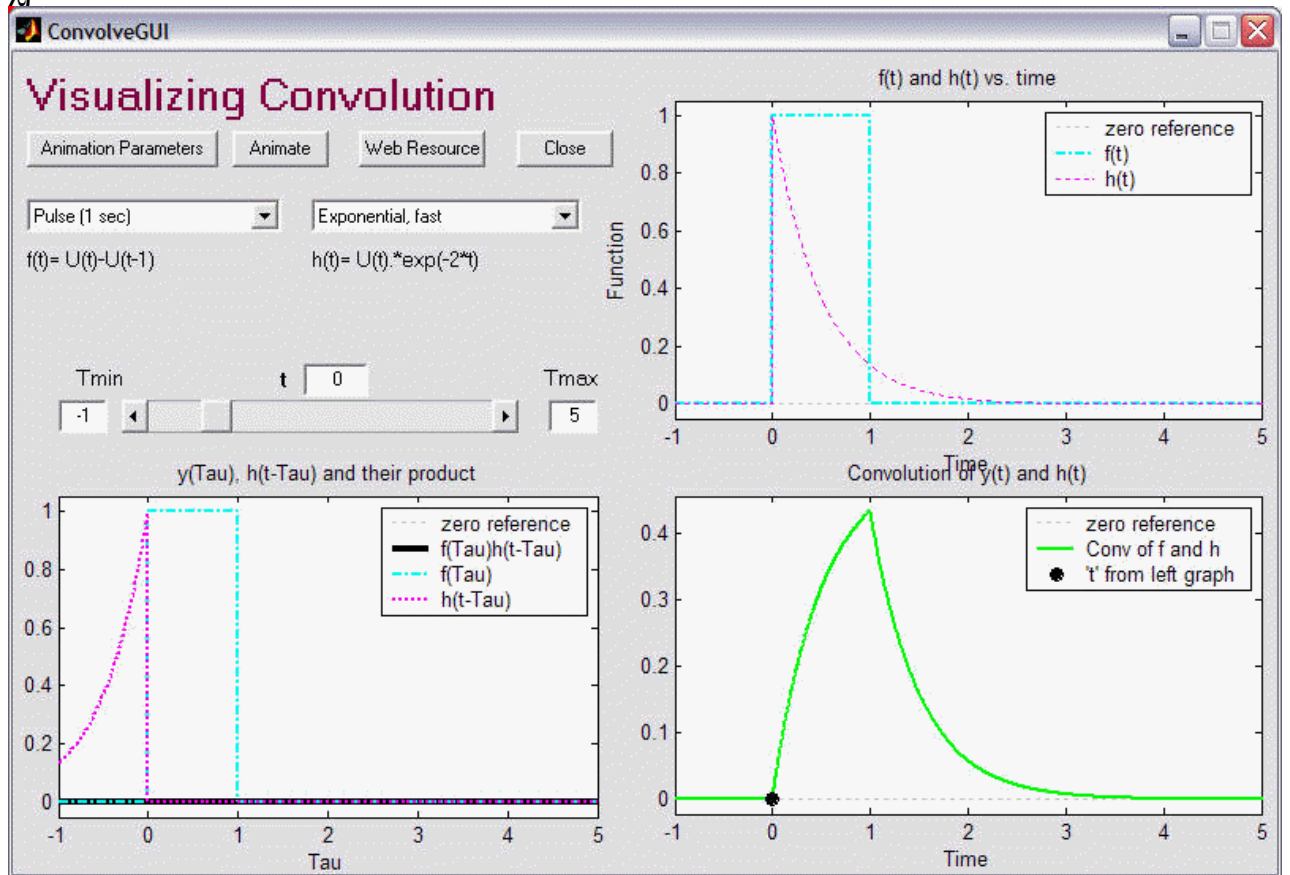 ConvolveGUI
Visualizing Convolution
Animation Parameters
Animate
Web Resource
Close
Pulse (1 sec)
Exponential, fast
f(t)= U(t)-U(t-1)
h(t)= U(t).*exp(-2*t)
Tmin
t
0
Tmax
-1
5
f(t) and h(t) vs. time
zero reference
f(t)
h(t)
Function
1
0.8
0.6
0.4
0.2
0
-1 0 1 2 3 4 5
Time
y(Tau), h(t-Tau) and their product
zero reference
f(Tau)h(t-Tau)
f(Tau)
h(t-Tau)
1
0.8
0.6
0.4
0.2
0
-1 0 1 2 3 4 5
Tau
Convolution of y(t) and h(t)
zero reference
Conv of f and h
't' from left graph
0.4
0.3
0.2
0.1
0
-1 0 1 2 3 4 5
Time